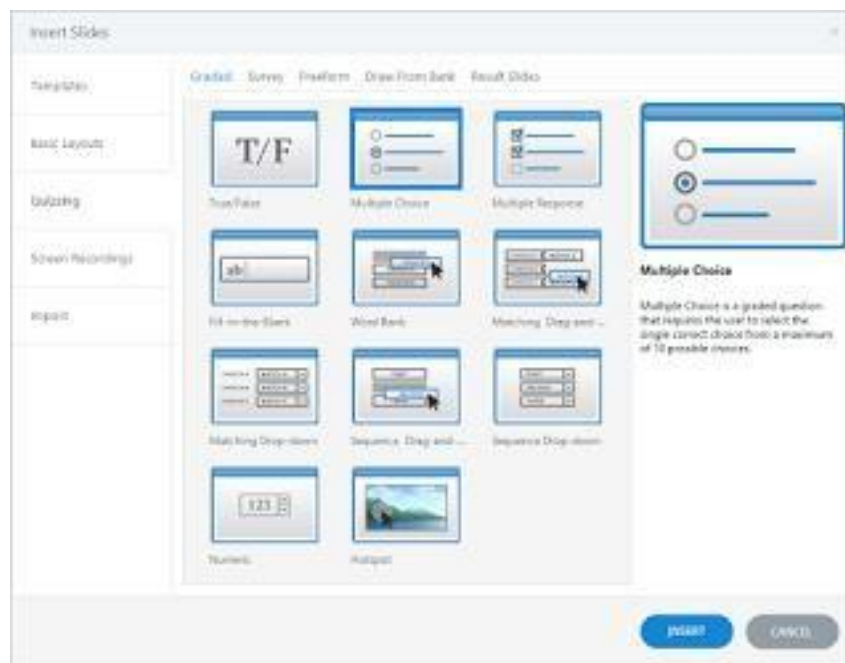 Insert Slides
Templates
Basic Layouts
Quizzing
Screen Recordings
Import
Graded Survey Freeform Draw From Bank Result Slides
T/F
True/False
Multiple Choice
Multiple Response
ab
Fill-in-the-Blank
Word Bank
Matching Drag and ...
Matching Drop-down
Sequence Drag and ...
Sequence Drop-down
123
Numeric
Hotspot
Multiple Choice
Multiple Choice is a graded question
that requires the user to select the
single correct choice from a maximum
of 10 possible choices.
INSERT
CANCEL